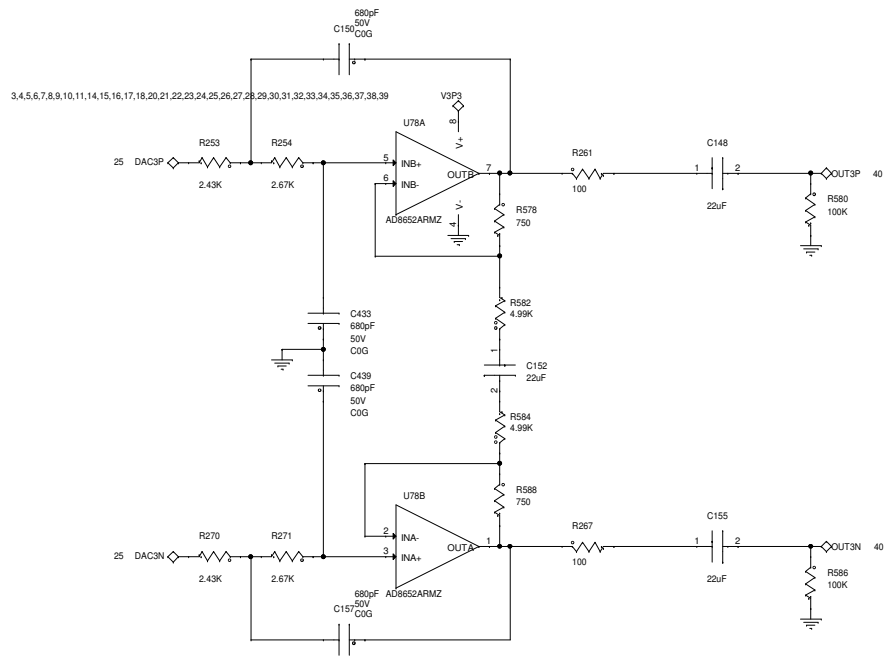 680pF
50V
C150 C0G
3,4,5,6,7,8,9,10,11,14,15,16,17,18,20,21,22,23,24,25,26,27,28,29,30,31,32,33,34,35,36,37,38,39
V3P3
8
V+
U78A
R253
R254
25 DAC3P
2.43K
2.67K
5 INB+
6 INB-
OUTB 7
V-
4
AD8652ARMZ
R261
100
C148
1 2
22uF
OUT3P 40
R580
100K
R578
750
R582
4.99K
C433
680pF
50V
C0G
C439
680pF
50V
C0G
1
C152
22uF
2
R584
4.99K
R588
750
U78B
2 INA-
3 INA+
OUTA 1
AD8652ARMZ
R270
R271
25 DAC3N
2.43K
2.67K
R267
100
C155
1 2
22uF
OUT3N 40
R586
100K
680pF
50V
C157 C0G